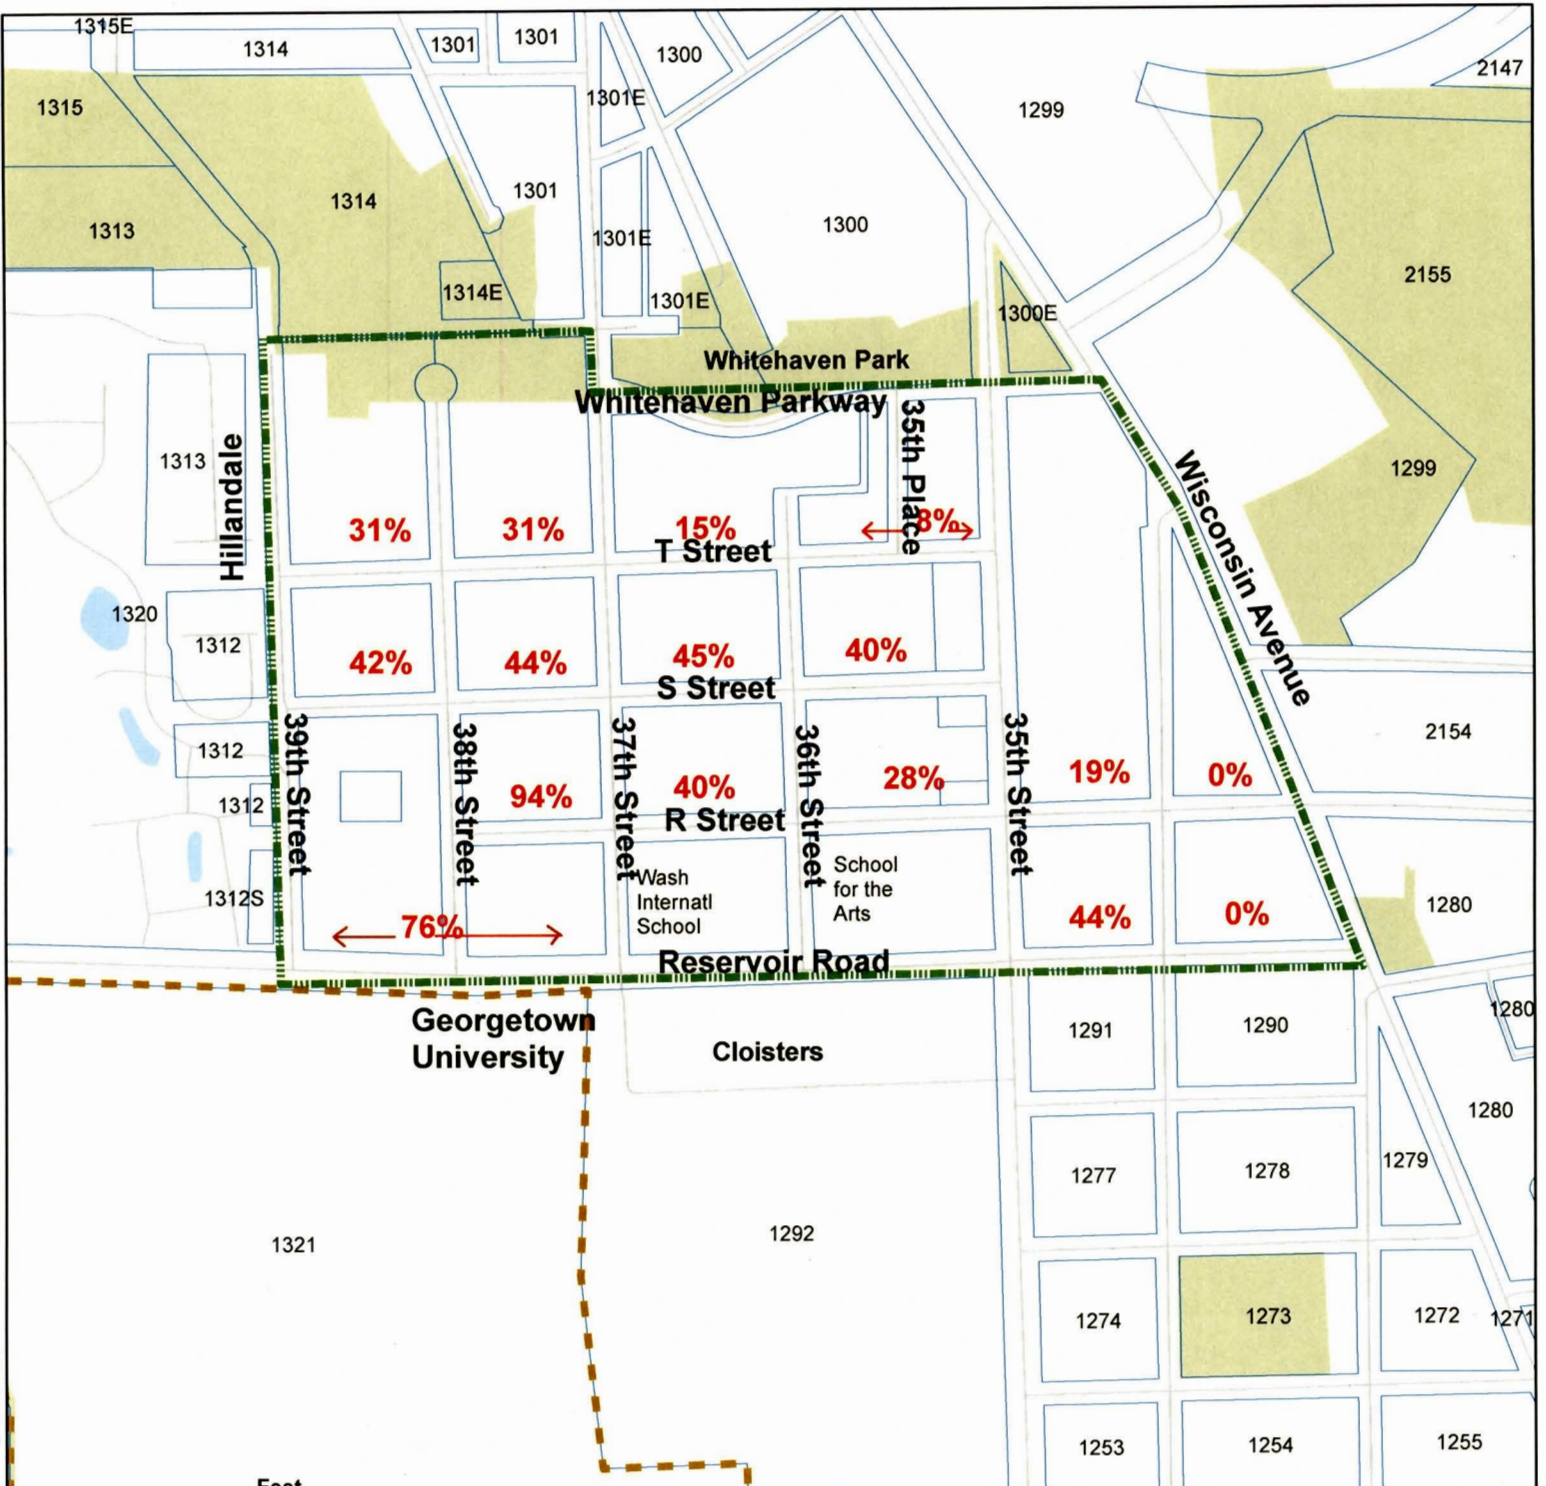 1315E
1314
1301
1301
1300
2147
1315
1301E
1299
1314
1301
1313
1301E
1300
2155
1314E
1301E
1300E
Whitehaven Park
Whitehaven Parkway
35th Place
Hillandale
1313
Wisconsin Avenue
1299
31%
31%
15%
8%
T Street
1320
1312
42%
44%
45%
40%
S Street
39th Street
38th Street
37th Street
36th Street
35th Street
1312
2154
94%
40%
28%
19%
0%
1312
R Street
Wash
Internatl
School
School
for the
Arts
1312S
76%
44%
0%
1280
Reservoir Road
Georgetown
University
Cloisters
1291
1290
1280
1280
1277
1278
1279
1321
1292
1274
1273
1272
1271
1253
1254
1255